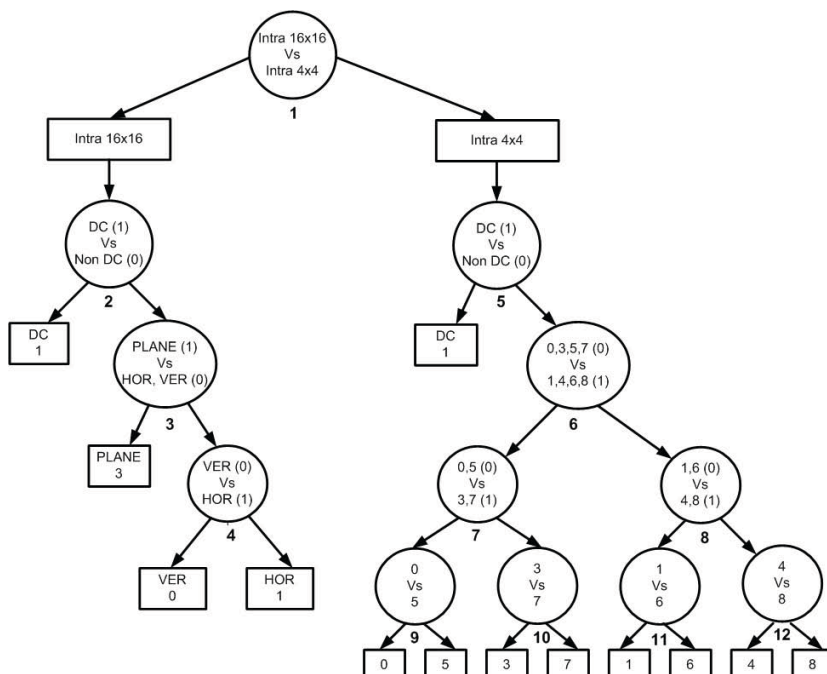 Intra 16x16
Vs
Intra 4x4
1
Intra 16x16
Intra 4x4
DC (1)
Vs
Non DC (0)
2
DC (1)
Vs
Non DC (0)
5
DC
1
PLANE (1)
Vs
HOR, VER (0)
3
DC
1
0,3,5,7 (0)
Vs
1,4,6,8 (1)
6
PLANE
3
VER (0)
Vs
HOR (1)
4
0,5 (0)
Vs
3,7 (1)
7
1,6 (0)
Vs
4,8 (1)
8
VER
0
HOR
1
0
Vs
5
9
3
Vs
7
10
1
Vs
6
11
4
Vs
8
12
0
5
3
7
1
6
4
8